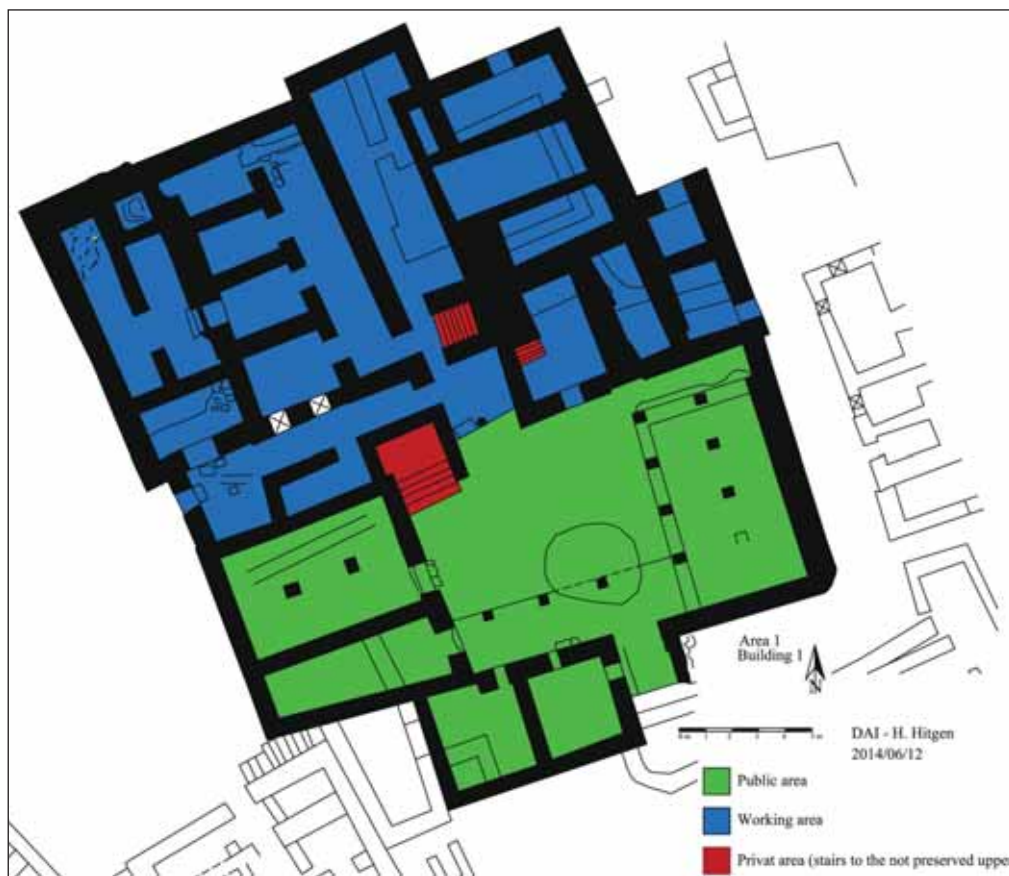 Area 1
Building 1
N
DAI - H. Hitgen
2014/06/12
Public area
Working area
Privat area (stairs to the not preserved upper